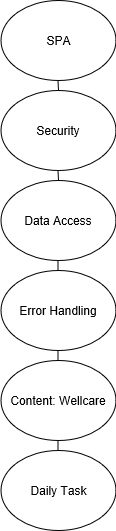 SPA
Security
Data Access
Error Handling
Content: Wellcare
Daily Task